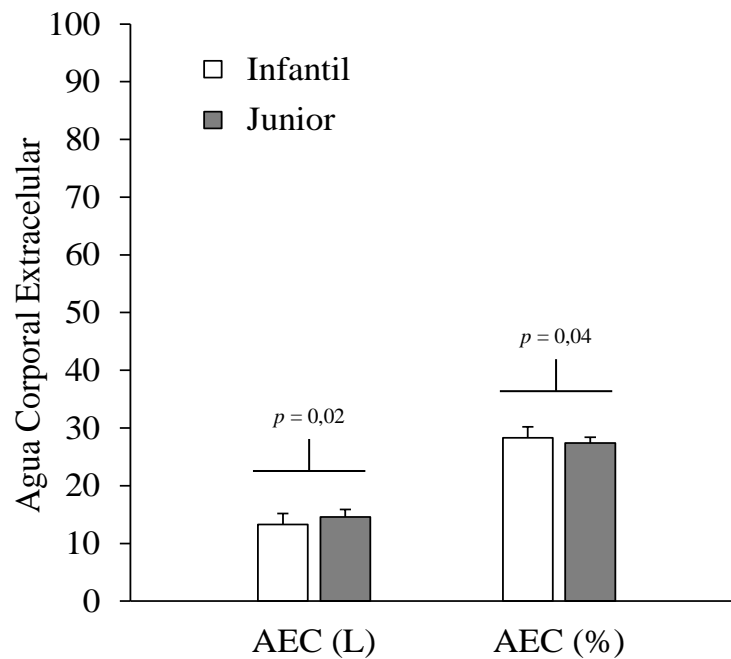 Agua Corporal Extracelular
100
90
80
70
60
50
40
30
20
10
0
Infantil
Junior
p = 0,02
p = 0,04
AEC (L)
AEC (%)